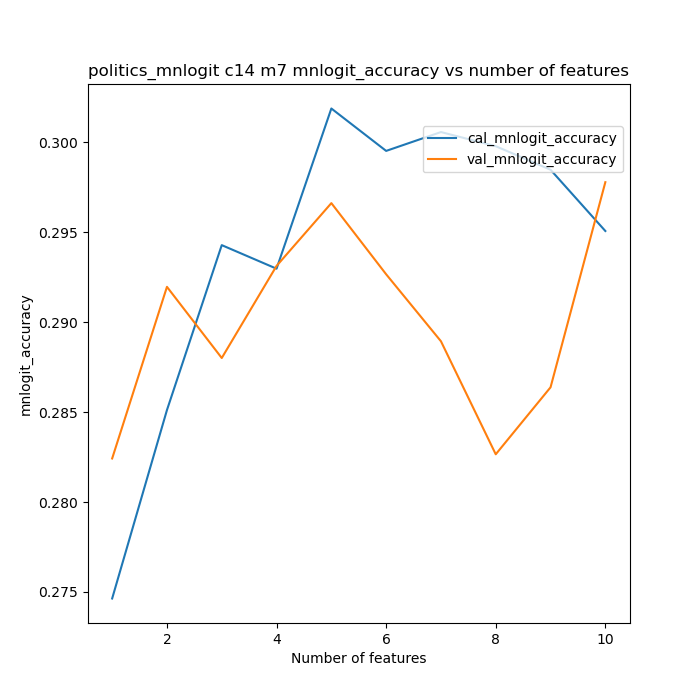 politics_mnlogit c14 m7 mnlogit_accuracy vs number of features
cal_mnlogit_accuracy
val_mnlogit_accuracy
0.300
0.295
0.290
0.285
0.280
0.275
mnlogit_accuracy
2 4 6 8 10
Number of features